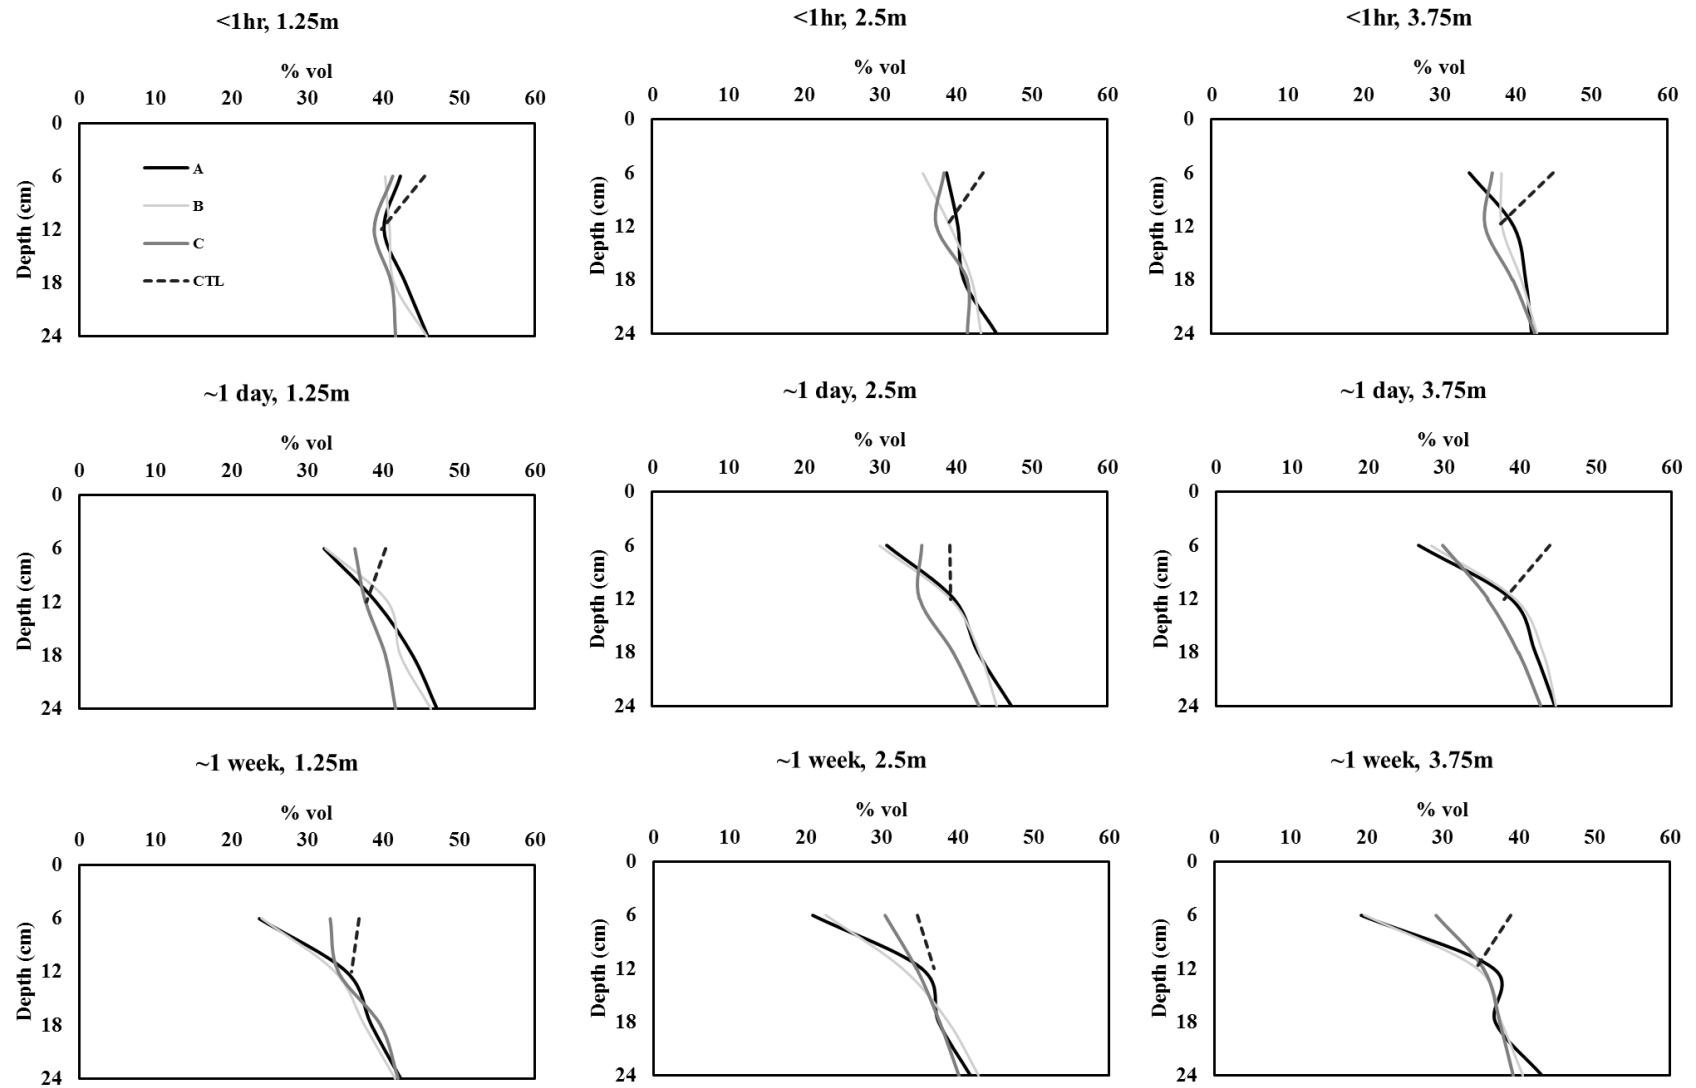 <1hr, 1.25m
% vol
0 10 20 30 40 50 60
0
6
12
18
24
Depth (cm)
A
B
C
CTL
<1hr, 2.5m
% vol
0 10 20 30 40 50 60
0
6
12
18
24
Depth (cm)
<1hr, 3.75m
% vol
0 10 20 30 40 50 60
0
6
12
18
24
Depth (cm)
~1 day, 1.25m
% vol
0 10 20 30 40 50 60
0
6
12
18
24
Depth (cm)
~1 day, 2.5m
% vol
0 10 20 30 40 50 60
0
6
12
18
24
Depth (cm)
~1 day, 3.75m
% vol
0 10 20 30 40 50 60
0
6
12
18
24
Depth (cm)
~1 week, 1.25m
% vol
0 10 20 30 40 50 60
0
6
12
18
24
Depth (cm)
~1 week, 2.5m
% vol
0 10 20 30 40 50 60
0
6
12
18
24
Depth (cm)
~1 week, 3.75m
% vol
0 10 20 30 40 50 60
0
6
12
18
24
Depth (cm)